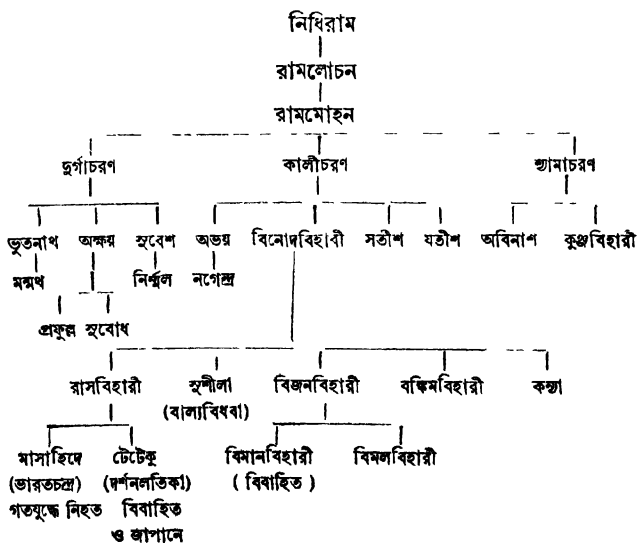 নিধিরাম
রামলোচন
রামমোহন
দুর্গাচরণ কালীচরণ শ্যামাচরণ
ভুতনাথ অক্ষয় সুবেশ অভয় বিনোদবিহাবী সতীশ যতীশ অবিনাশ কুঞ্জবিহারী
মন্মথ নির্ম্মল নগেন্দ্র
প্রফুল্ল সুবোধ
রাসবিহারী সুশীলা বিজনবিহারী বঙ্কিমবিহারী কন্যা
(বাল্যবিধবা)
মাসাহিদে টেটেকু বিমানবিহারী বিমলবিহারী
(ভারতচন্দ্র) (দর্শনলতিকা) ( বিবাহিত )
গতযুদ্ধে নিহত বিবাহিত
ও জাপানে